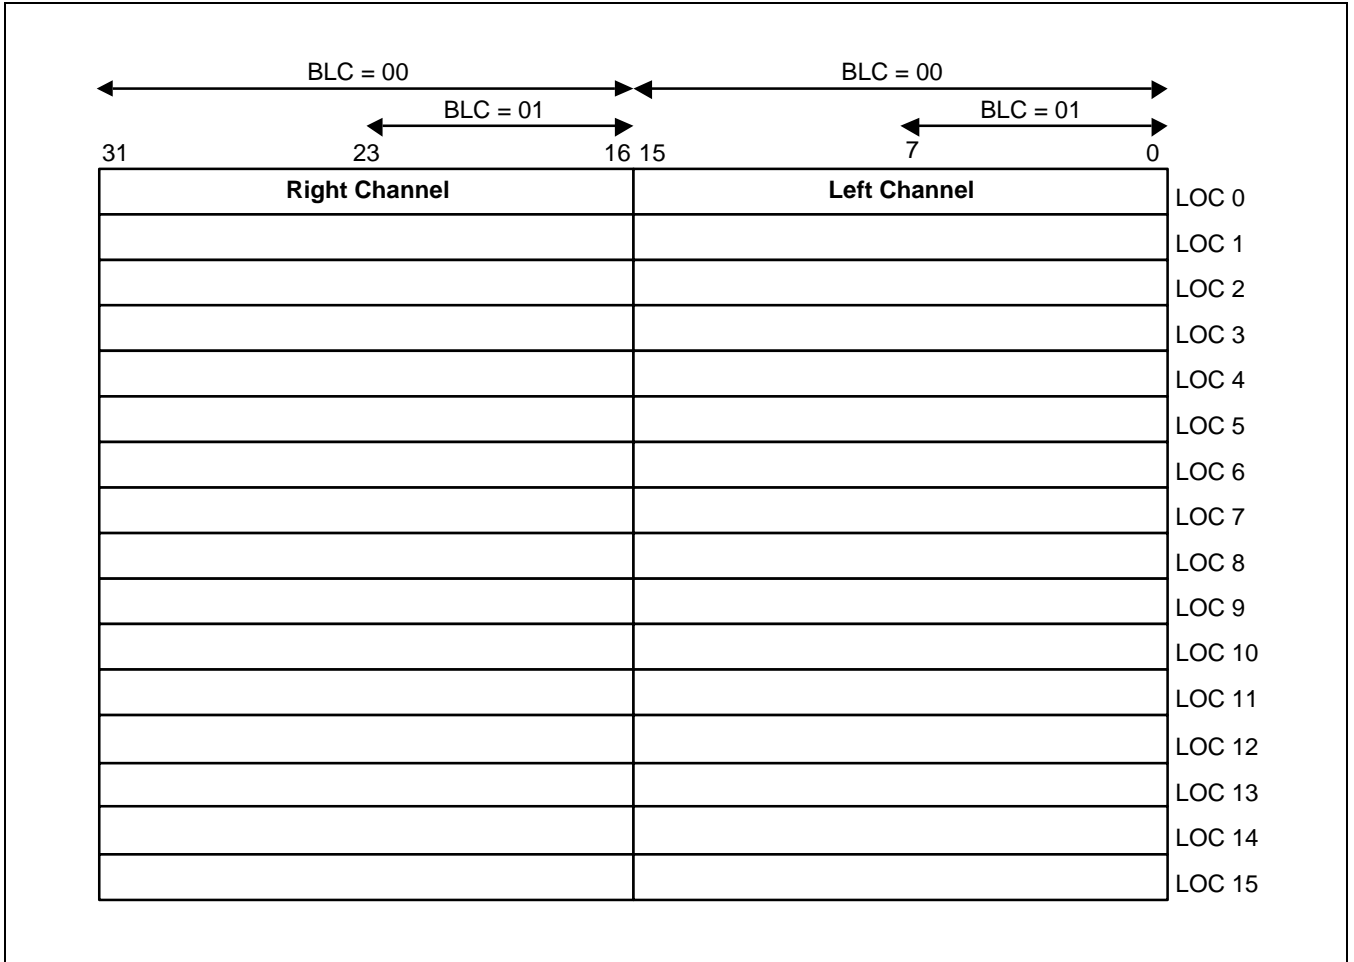 BLC = 00 BLC = 00
BLC = 01 BLC = 01
31 23 16 15 7 0
Right Channel Left Channel LOC 0
LOC 1
LOC 2
LOC 3
LOC 4
LOC 5
LOC 6
LOC 7
LOC 8
LOC 9
LOC 10
LOC 11
LOC 12
LOC 13
LOC 14
LOC 15